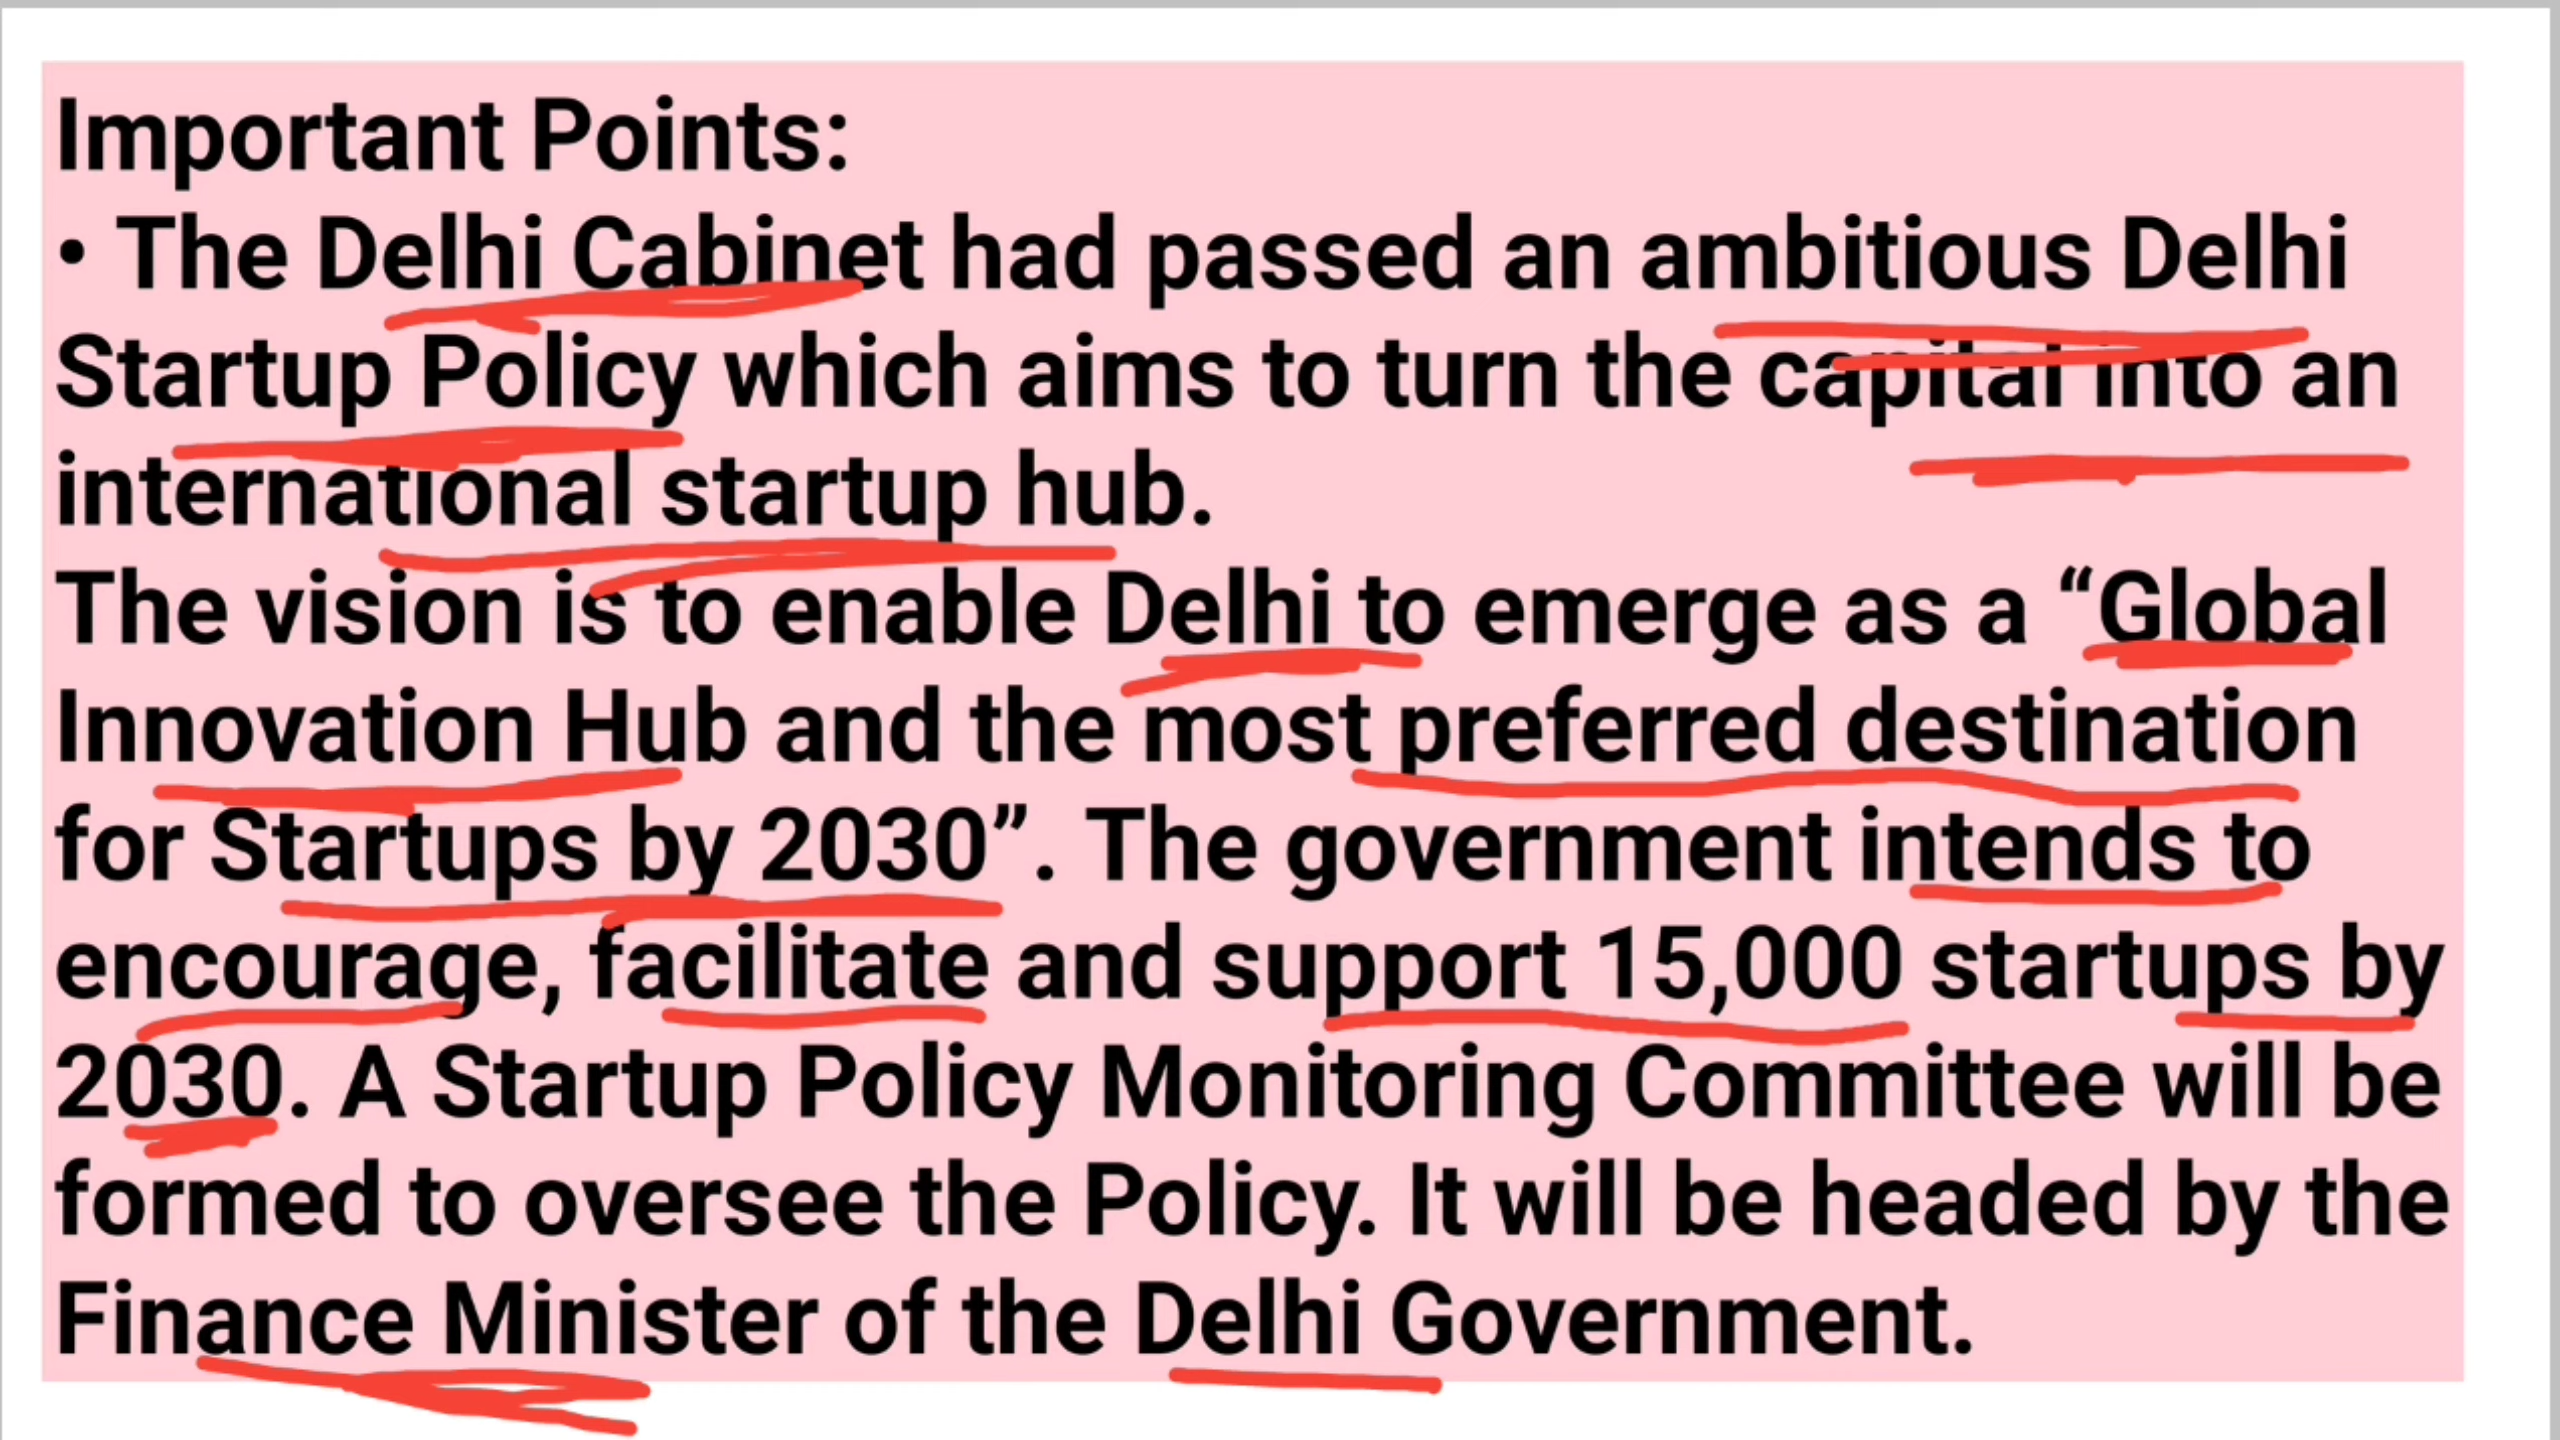 Important Points:
• The Delhi Cabinet had passed an ambitious Delhi
Startup Policy which aims to turn the capital into an
international startup hub.
The vision is to enable Delhi to emerge as a “Global
Innovation Hub and the most preferred destination
for Startups by 2030”. The government intends to
encourage, facilitate and support 15,000 startups by
2030. A Startup Policy Monitoring Committee will be
formed to oversee the Policy. It will be headed by the
Finance Minister of the Delhi Government.